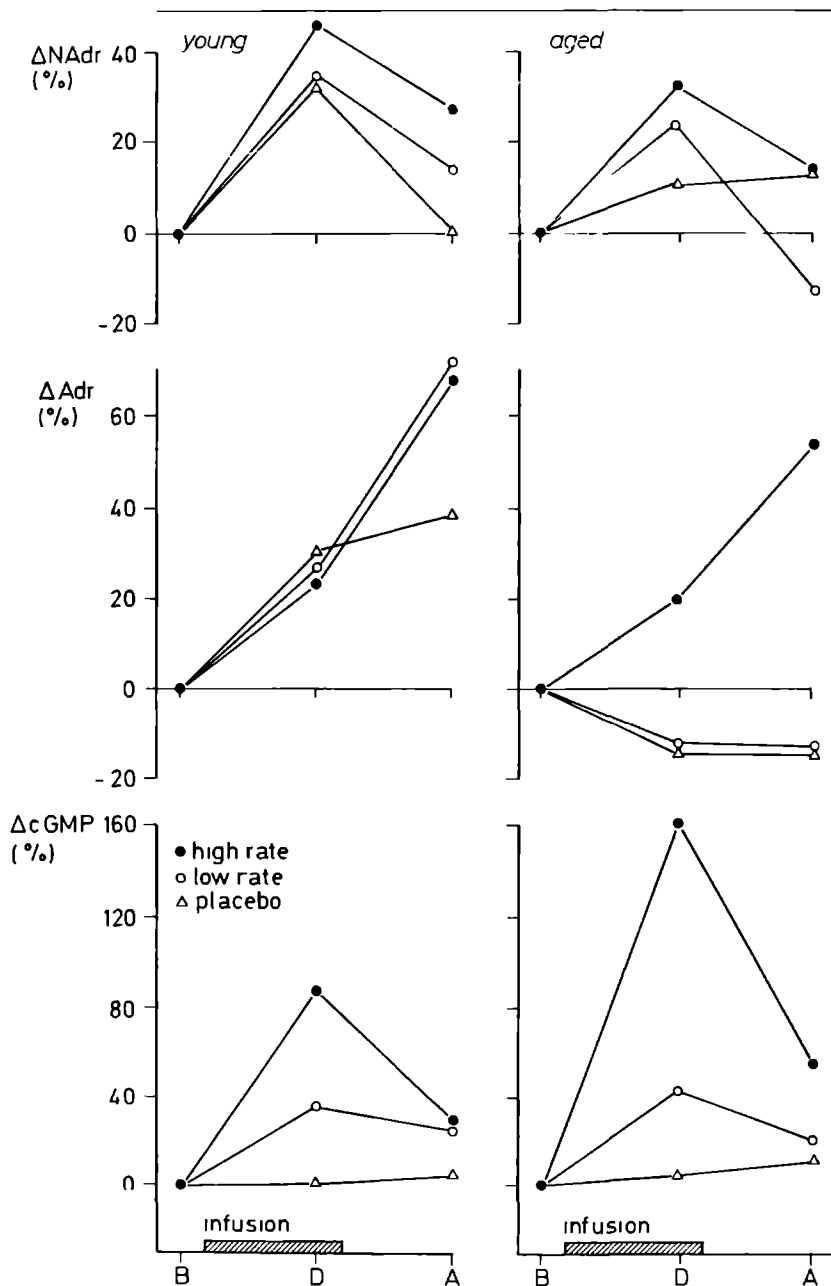 young
aged
ΔNAdr
(%)
40
20
0
-20
ΔAdr
(%)
60
40
20
0
-20
ΔcGMP
(%)
160
120
80
40
0
● high rate
○ low rate
△ placebo
infusion
infusion
B D A
B D A